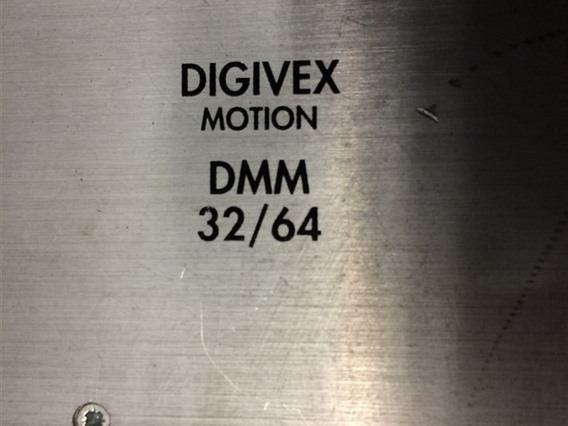 DIGIVEX
MOTION
DMM
32/64